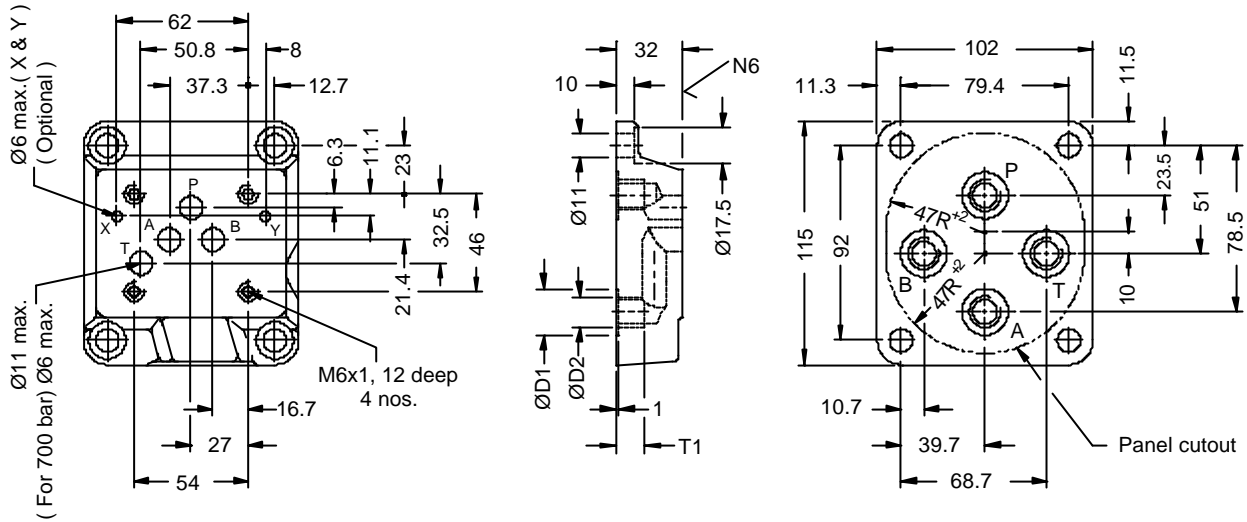 Ø6 max.( X & Y )
( Optional )
Ø11 max.
( For 700 bar) Ø6 max.
62
50.8
8
37.3
12.7
6.3
11.1
23
P
X
A
B
Y
T
32.5
46
21.4
M6x1, 12 deep
4 nos.
16.7
27
54
32
10
N6
Ø11
Ø17.5
ØD1
ØD2
1
T1
102
11.5
11.3
79.4
P
23.5
47R+2
51
115
92
78.5
B
T
47R+2
10
A
10.7
39.7
Panel cutout
68.7